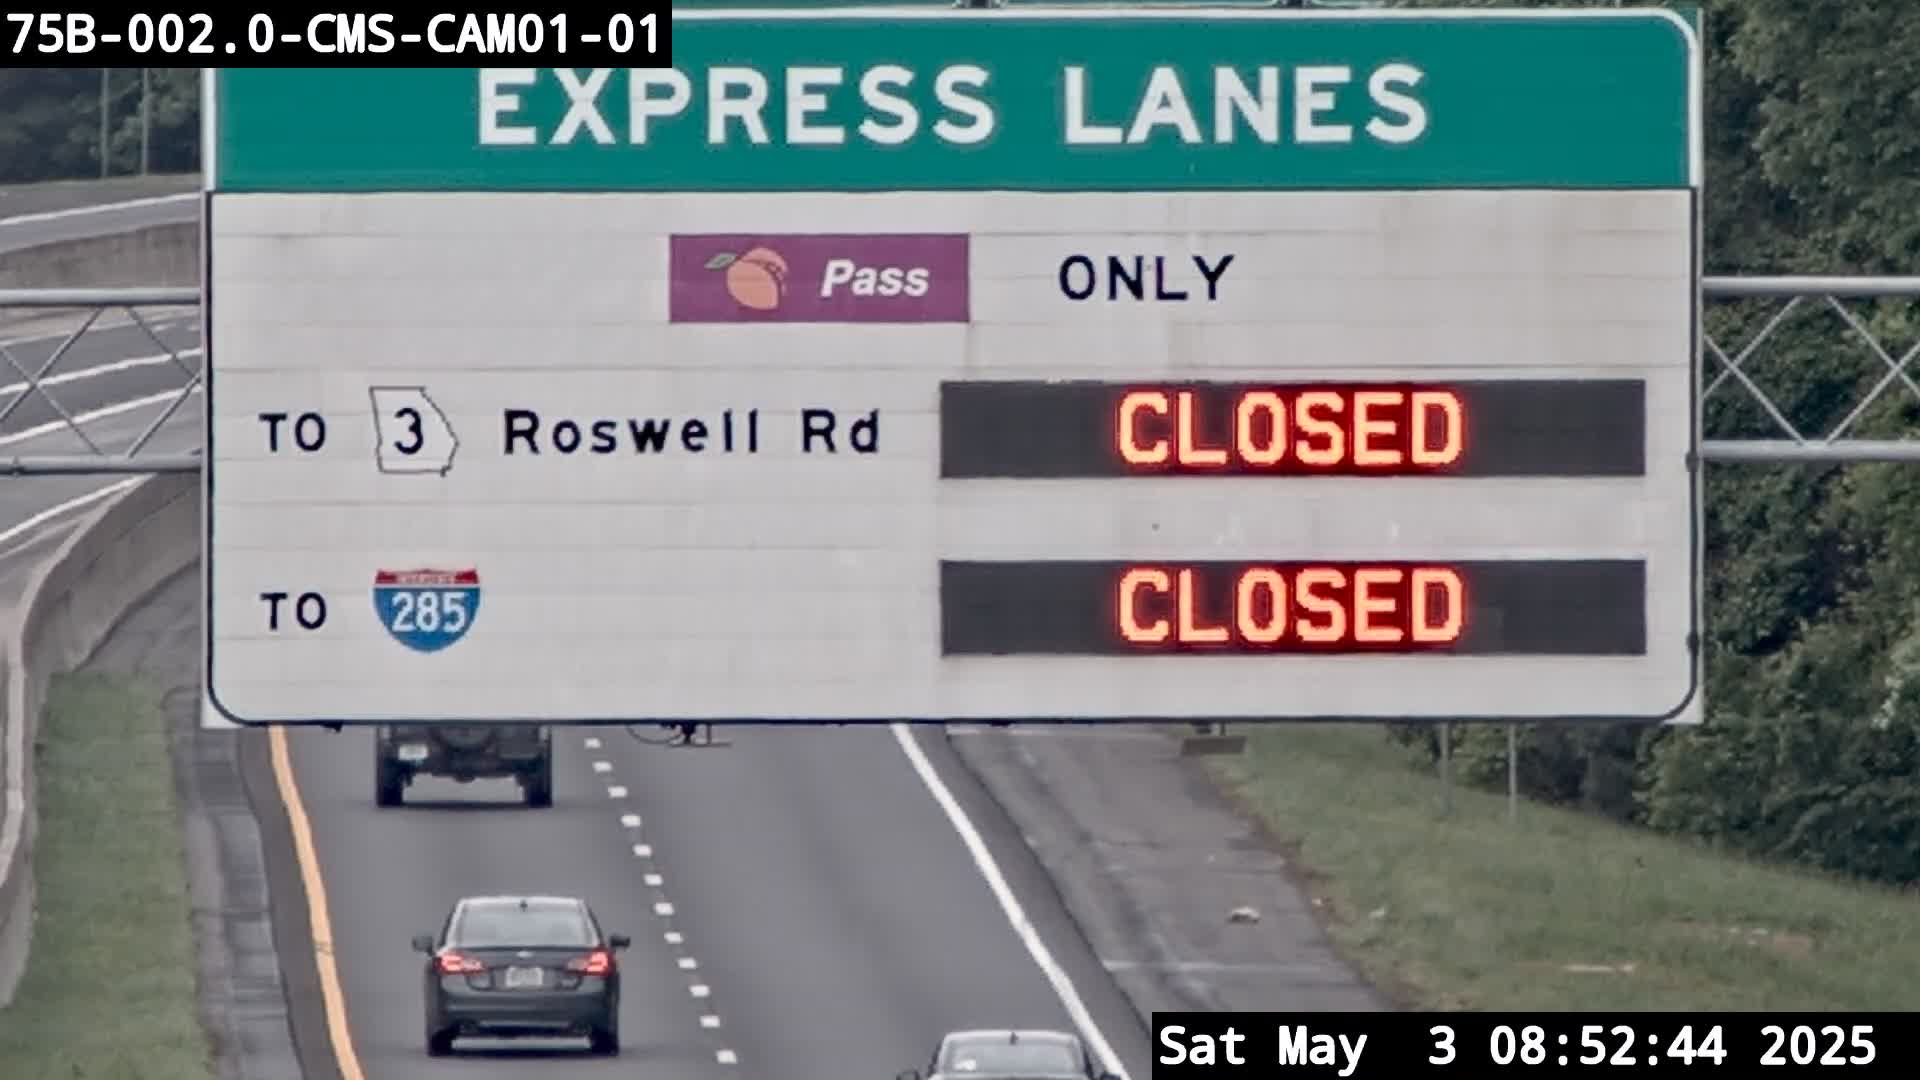 75B-002.0-CMS-CAM01-01
EXPRESS LANES
Pass ONLY
TO 3 Roswell Rd CLOSED
TO 285 CLOSED
Sat May 3 08:52:44 2025